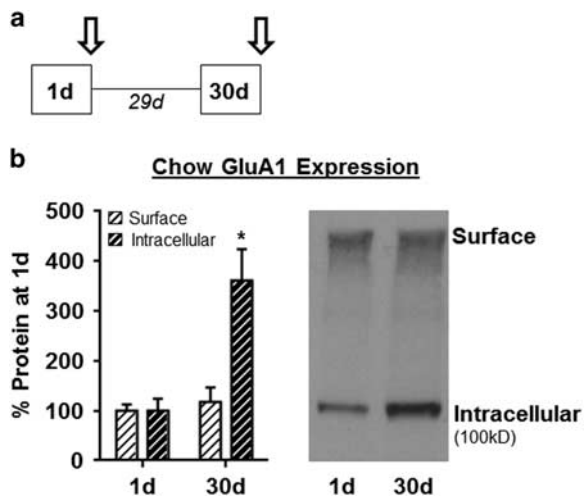 a
1d
29d
30d
b
Chow GluA1 Expression
% Protein at 1d
500
400
300
200
100
0
Surface
Intracellular
*
1d
30d
Surface
Intracellular
(100kD)
1d
30d